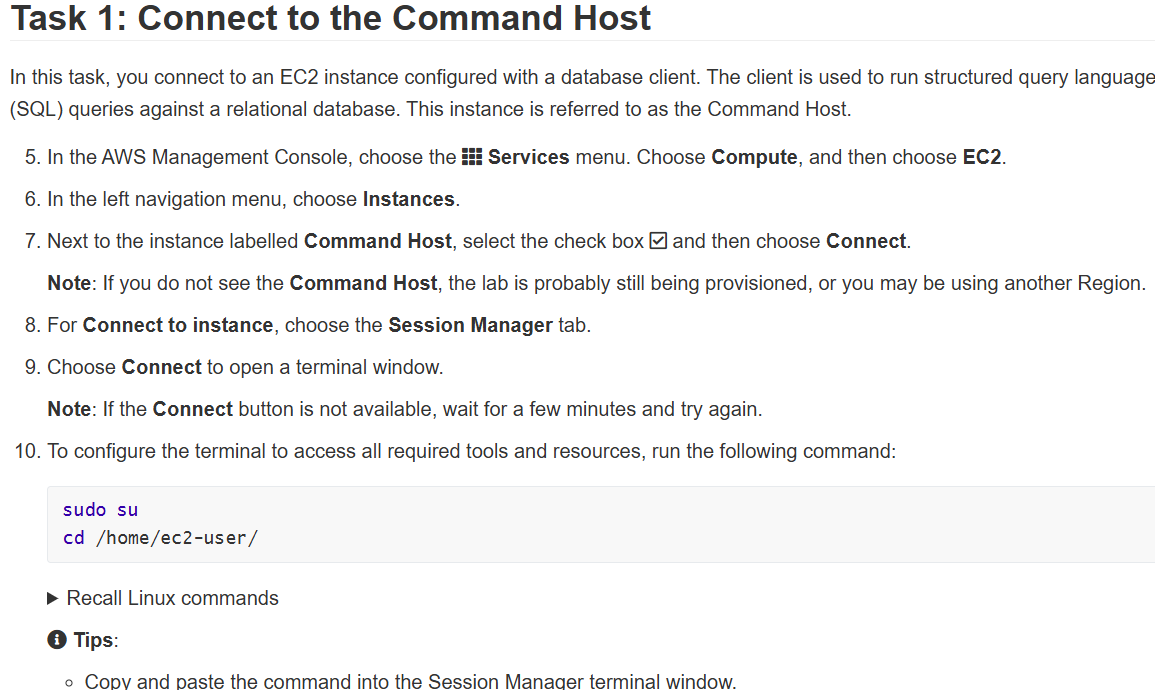 Task 1: Connect to the Command Host
In this task, you connect to an EC2 instance configured with a database client. The client is used to run structured query language
(SQL) queries against a relational database. This instance is referred to as the Command Host.
5. In the AWS Management Console, choose the Services menu. Choose Compute, and then choose EC2.
6. In the left navigation menu, choose Instances.
7. Next to the instance labelled Command Host, select the check box and then choose Connect.
Note: If you do not see the Command Host, the lab is probably still being provisioned, or you may be using another Region.
8. For Connect to instance, choose the Session Manager tab.
9. Choose Connect to open a terminal window.
Note: If the Connect button is not available, wait for a few minutes and try again.
10. To configure the terminal to access all required tools and resources, run the following command:
sudo su
cd /home/ec2-user/
Recall Linux commands
Tips:
Copy and paste the command into the Session Manager terminal window.